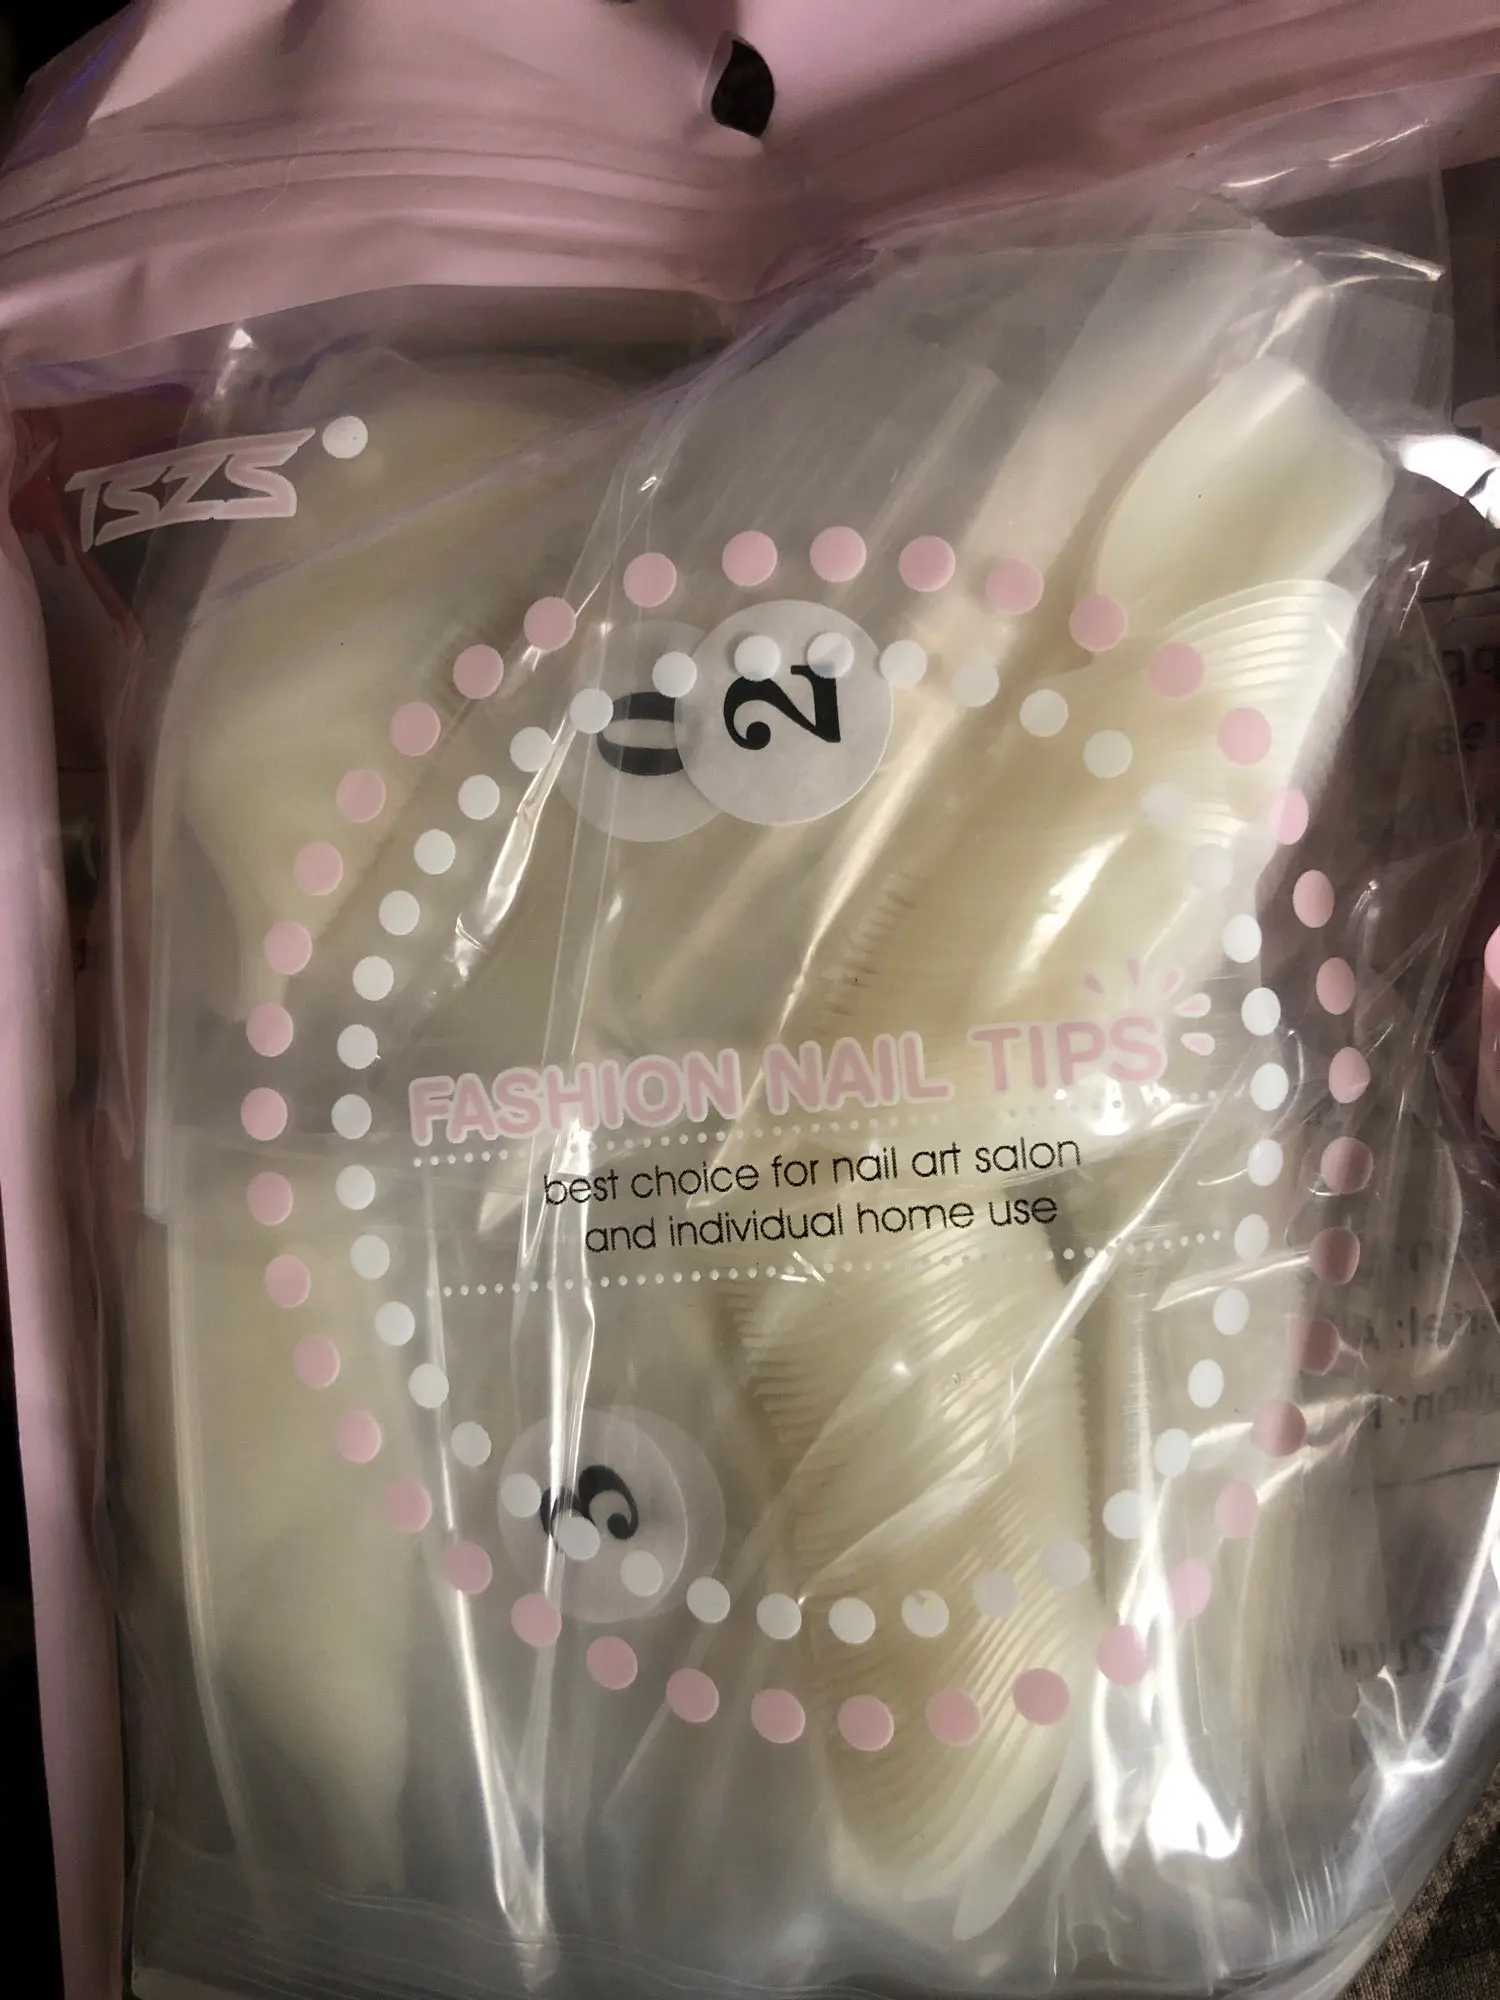 TSZS
0
2
FASHION NAIL TIPS
best choice for nail art salon
and individual home use
3